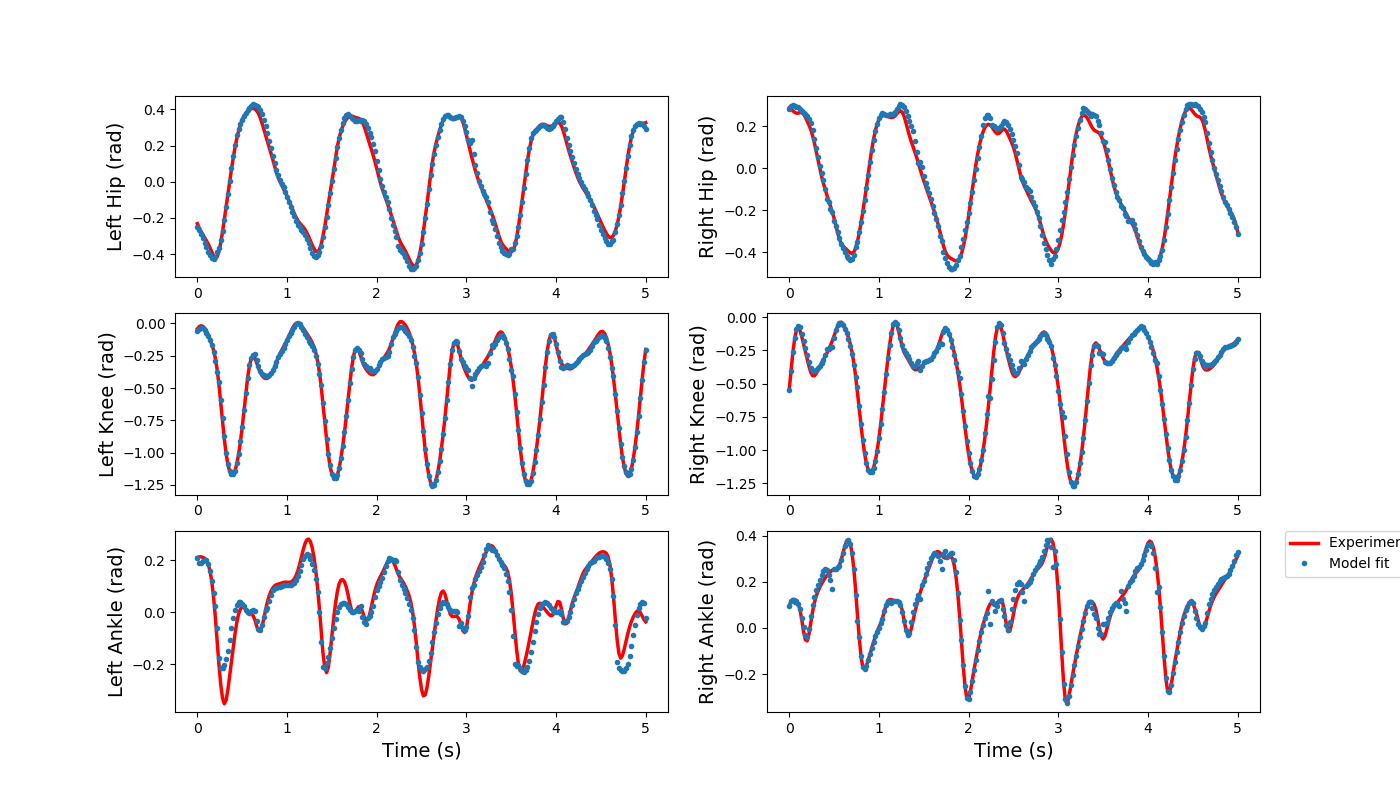 Left Hip (rad)
0.4
0.2
0.0
−0.2
−0.4
0 1 2 3 4 5
Right Hip (rad)
0.2
0.0
−0.2
−0.4
0 1 2 3 4 5
Left Knee (rad)
0.00
−0.25
−0.50
−0.75
−1.00
−1.25
0 1 2 3 4 5
Right Knee (rad)
0.00
−0.25
−0.50
−0.75
−1.00
−1.25
0 1 2 3 4 5
Left Ankle (rad)
0.2
0.0
−0.2
0 1 2 3 4 5
Time (s)
Right Ankle (rad)
0.4
0.2
0.0
−0.2
0 1 2 3 4 5
Time (s)
Experimen
Model fit